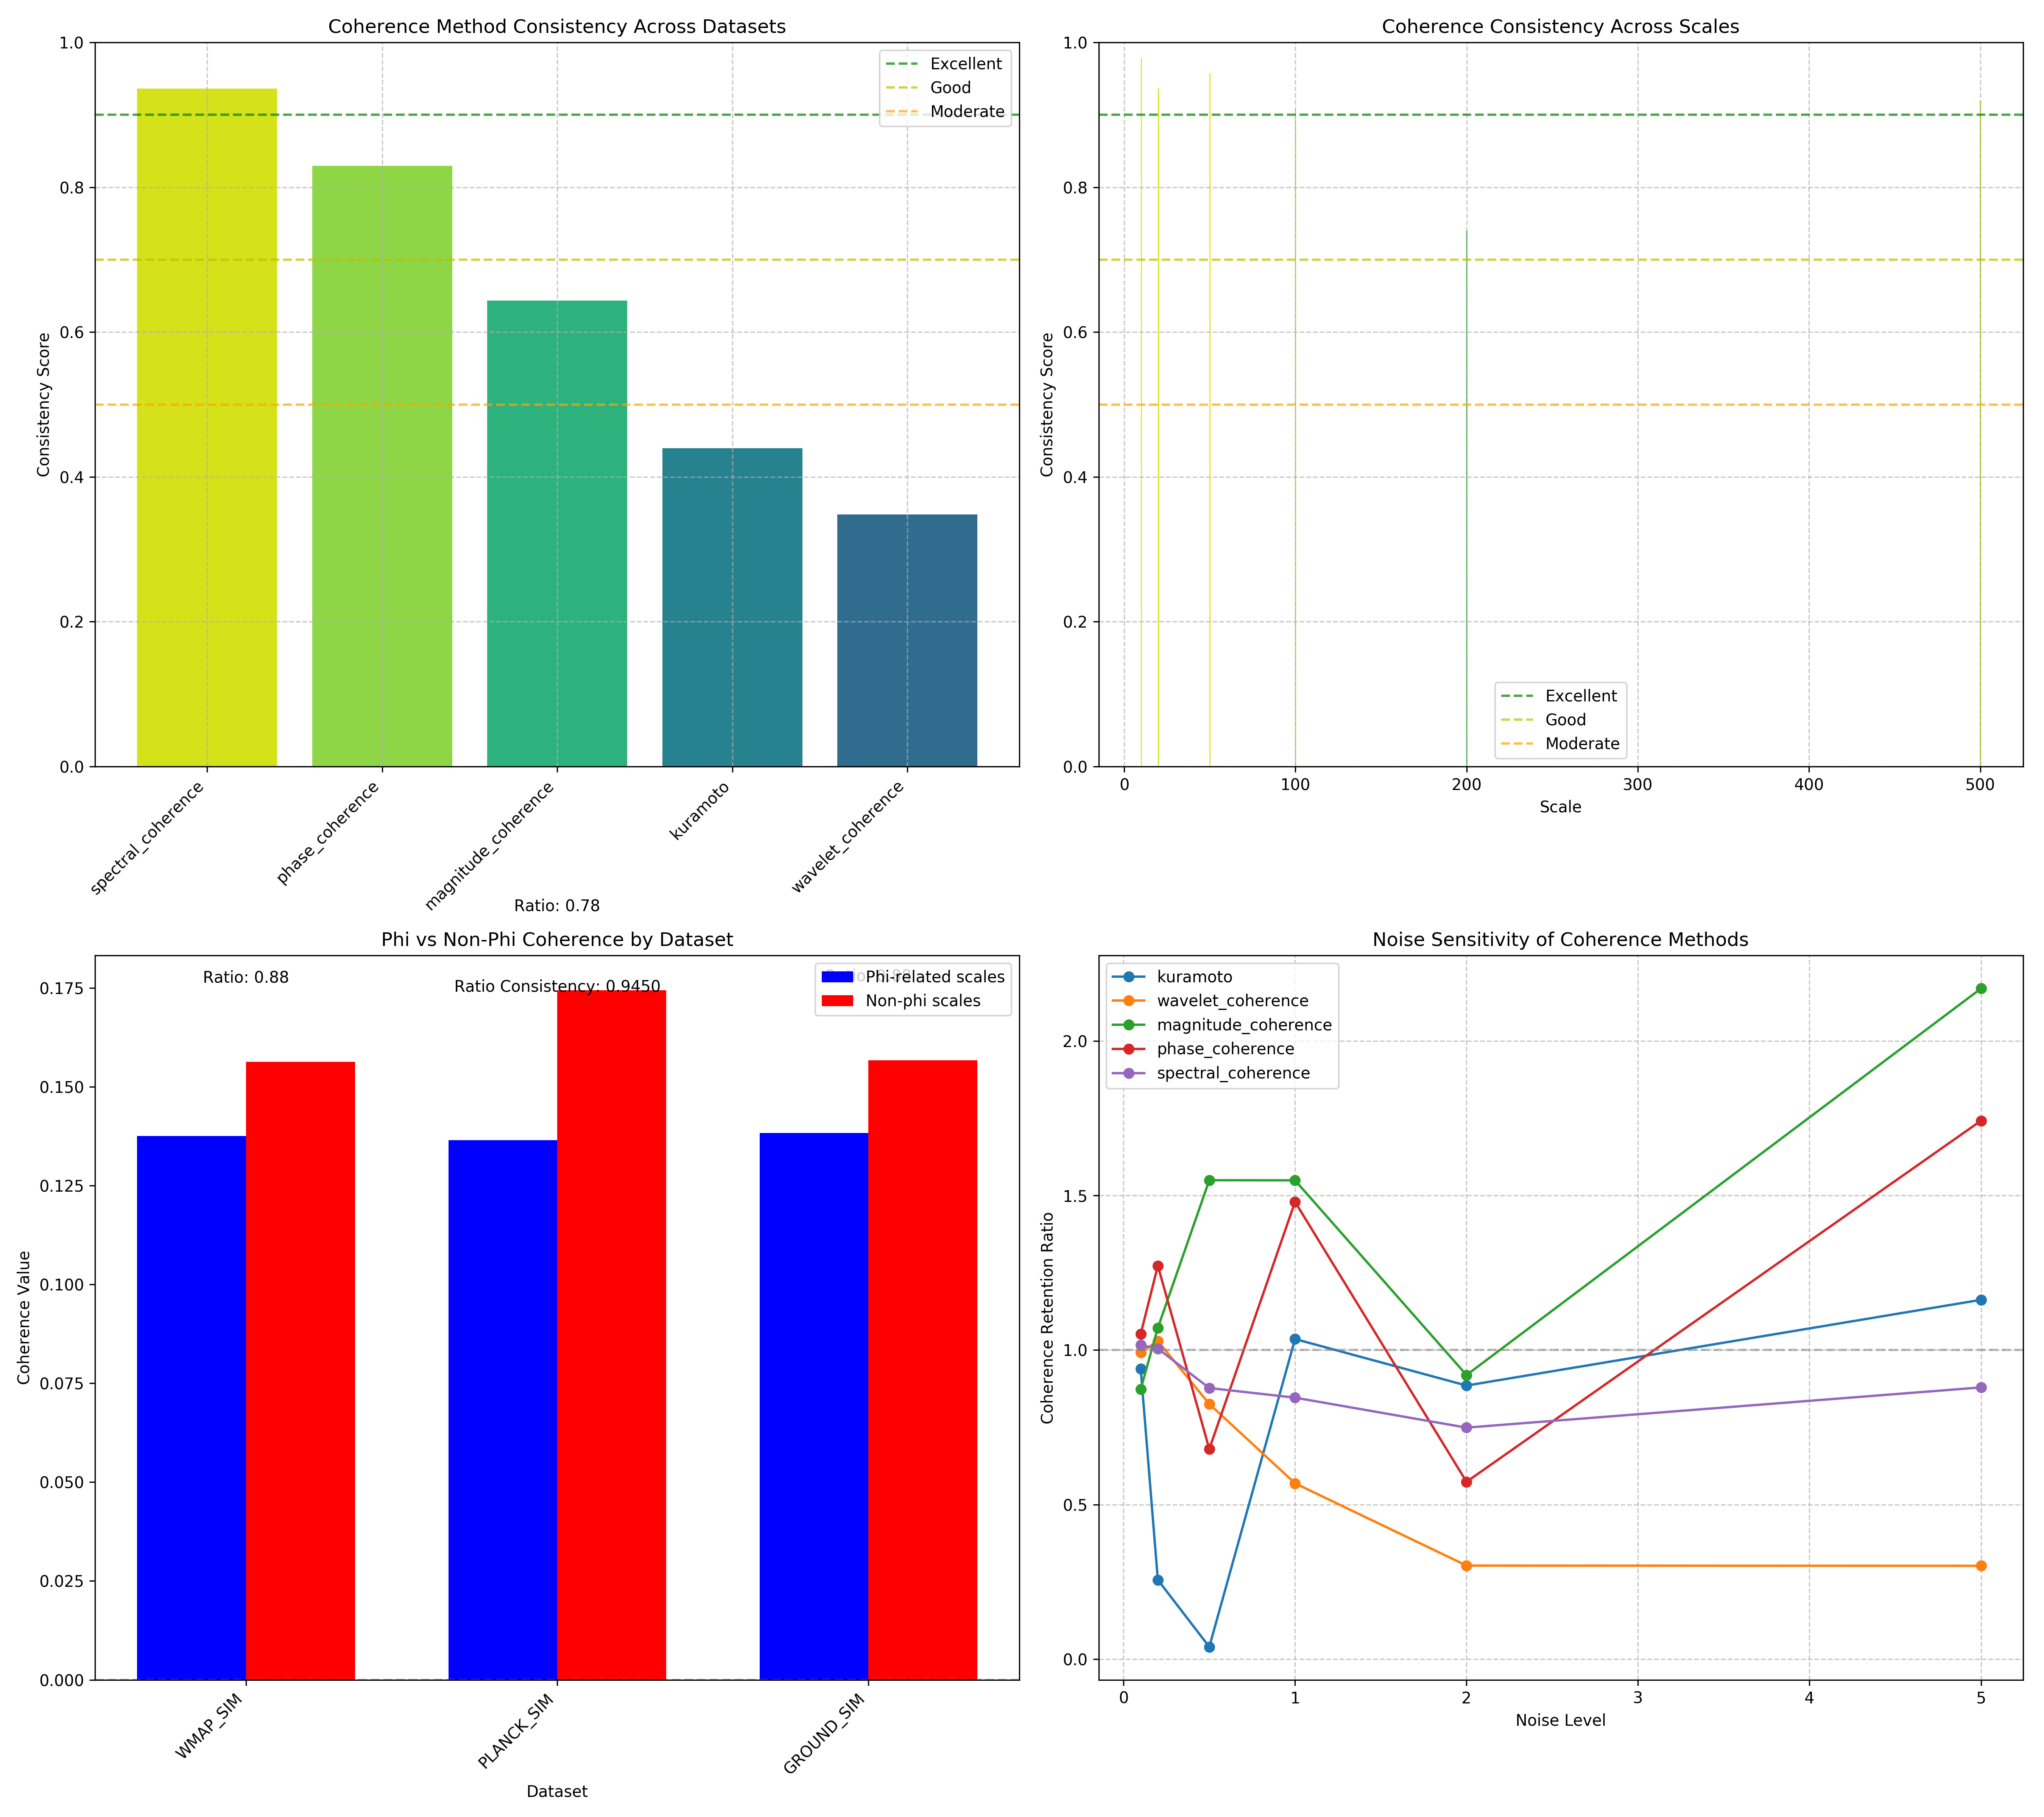 Coherence Method Consistency Across Datasets
1.0
0.8
0.6
0.4
0.2
0.0
Consistency Score
Excellent
Good
Moderate
spectral_coherence
phase_coherence
magnitude_coherence
kuramoto
wavelet_coherence
Coherence Consistency Across Scales
1.0
0.8
0.6
0.4
0.2
0.0
Consistency Score
Excellent
Good
Moderate
0 100 200 300 400 500
Scale
Ratio: 0.78
Phi vs Non-Phi Coherence by Dataset
Ratio: 0.88
Ratio Consistency: 0.9450
Phi-related scales
Non-phi scales
0.175
0.150
0.125
0.100
0.075
0.050
0.025
0.000
Coherence Value
WMAP_SIM
PLANCK_SIM
GROUND_SIM
Dataset
Noise Sensitivity of Coherence Methods
kuramoto
wavelet_coherence
magnitude_coherence
phase_coherence
spectral_coherence
2.0
1.5
1.0
0.5
0.0
Coherence Retention Ratio
0 1 2 3 4 5
Noise Level